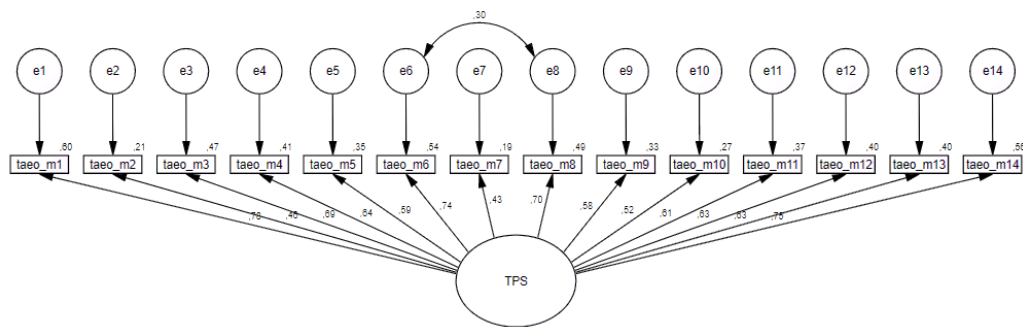 ,30
e1 e2 e3 e4 e5 e6 e7 e8 e9 e10 e11 e12 e13 e14
,60 ,21 ,47 ,41 ,35 ,54 ,19 ,49 ,33 ,27 ,37 ,40 ,40 ,56
taeo_m1 taeo_m2 taeo_m3 taeo_m4 taeo_m5 taeo_m6 taeo_m7 taeo_m8 taeo_m9 taeo_m10 taeo_m11 taeo_m12 taeo_m13 taeo_m14
,46 ,69 ,64 ,59 ,74 ,43 ,70 ,58 ,52 ,61 ,63 ,63 ,75
TPS